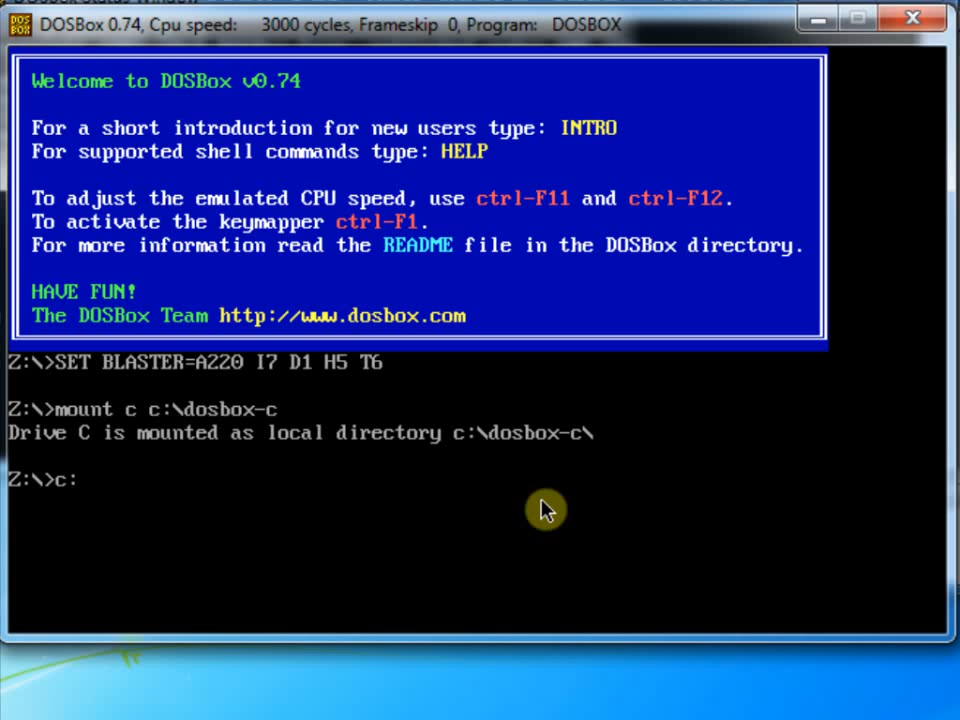 DOSBox 0.74, Cpu speed: 3000 cycles, Frameskip 0, Program: DOSBOX
Welcome to DOSBox v0.74
For a short introduction for new users type: INTRO
For supported shell commands type: HELP
To adjust the emulated CPU speed, use ctrl-F11 and ctrl-F12.
To activate the keymapper ctrl-F1.
For more information read the README file in the DOSBox directory.
HAVE FUN!
The DOSBox Team http://www.dosbox.com
Z:\>SET BLASTER=A220 I7 D1 H5 T6
Z:\>mount c c:\dosbox-c
Drive C is mounted as local directory c:\dosbox-c\
Z:\>c: